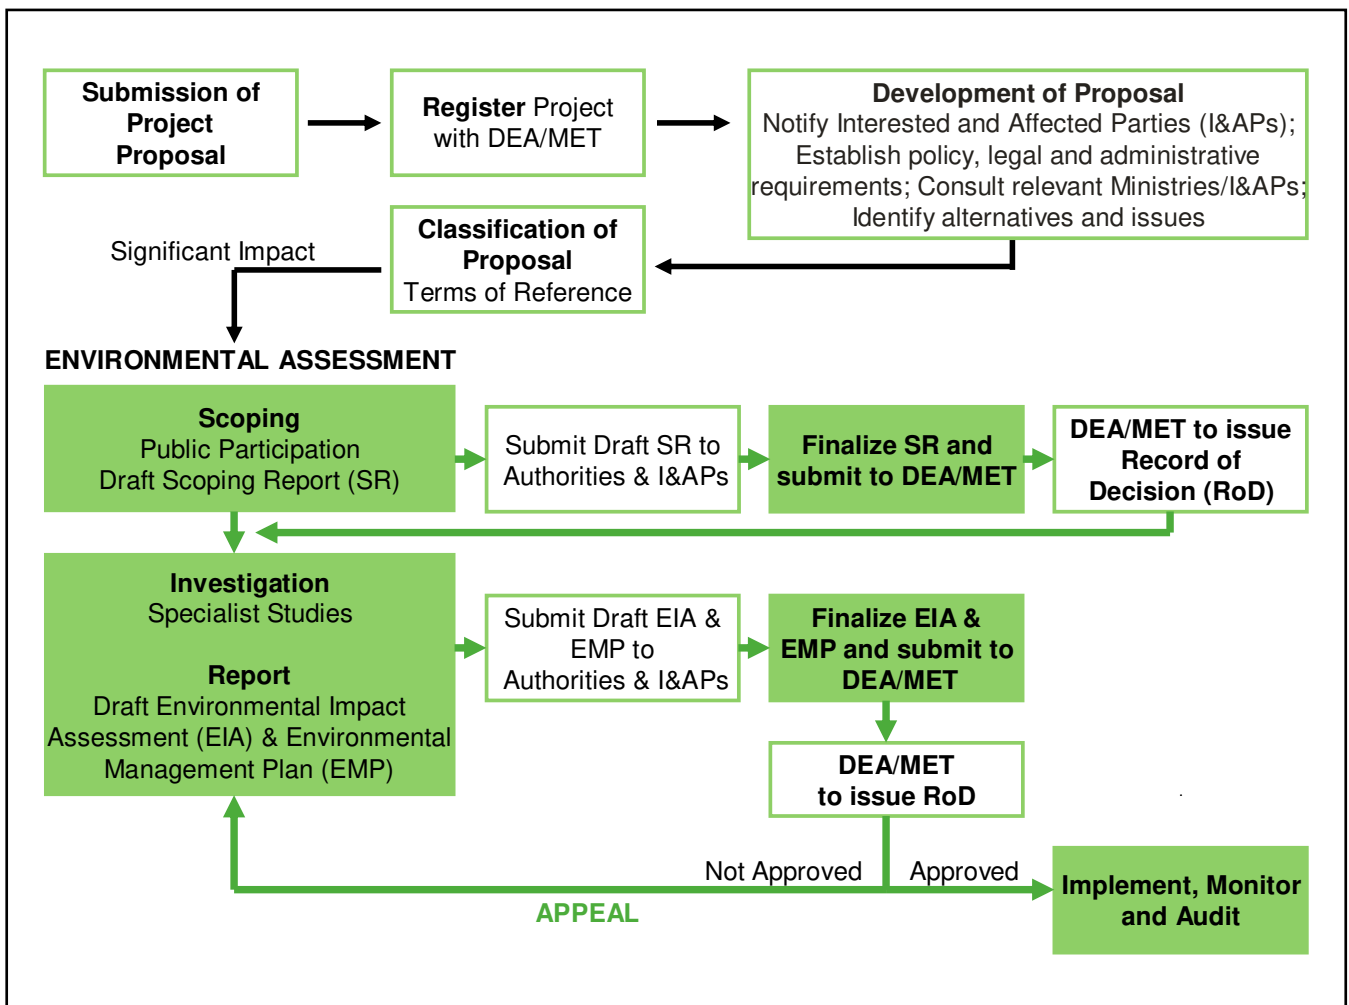 Submission of
Project
Proposal
Register Project
with DEA/MET
Development of Proposal
Notify Interested and Affected Parties (I&APs);
Establish policy, legal and administrative
requirements; Consult relevant Ministries/I&APs;
Identify alternatives and issues
Classification of
Proposal
Terms of Reference
Significant Impact
ENVIRONMENTAL ASSESSMENT
Scoping
Public Participation
Draft Scoping Report (SR)
Submit Draft SR to
Authorities & I&APs
Finalize SR and
submit to DEA/MET
DEA/MET to issue
Record of
Decision (RoD)
Investigation
Specialist Studies
Report
Draft Environmental Impact
Assessment (EIA) & Environmental
Management Plan (EMP)
Submit Draft EIA &
EMP to
Authorities & I&APs
Finalize EIA &
EMP and submit to
DEA/MET
DEA/MET
to issue RoD
Not Approved
Approved
APPEAL
Implement, Monitor
and Audit